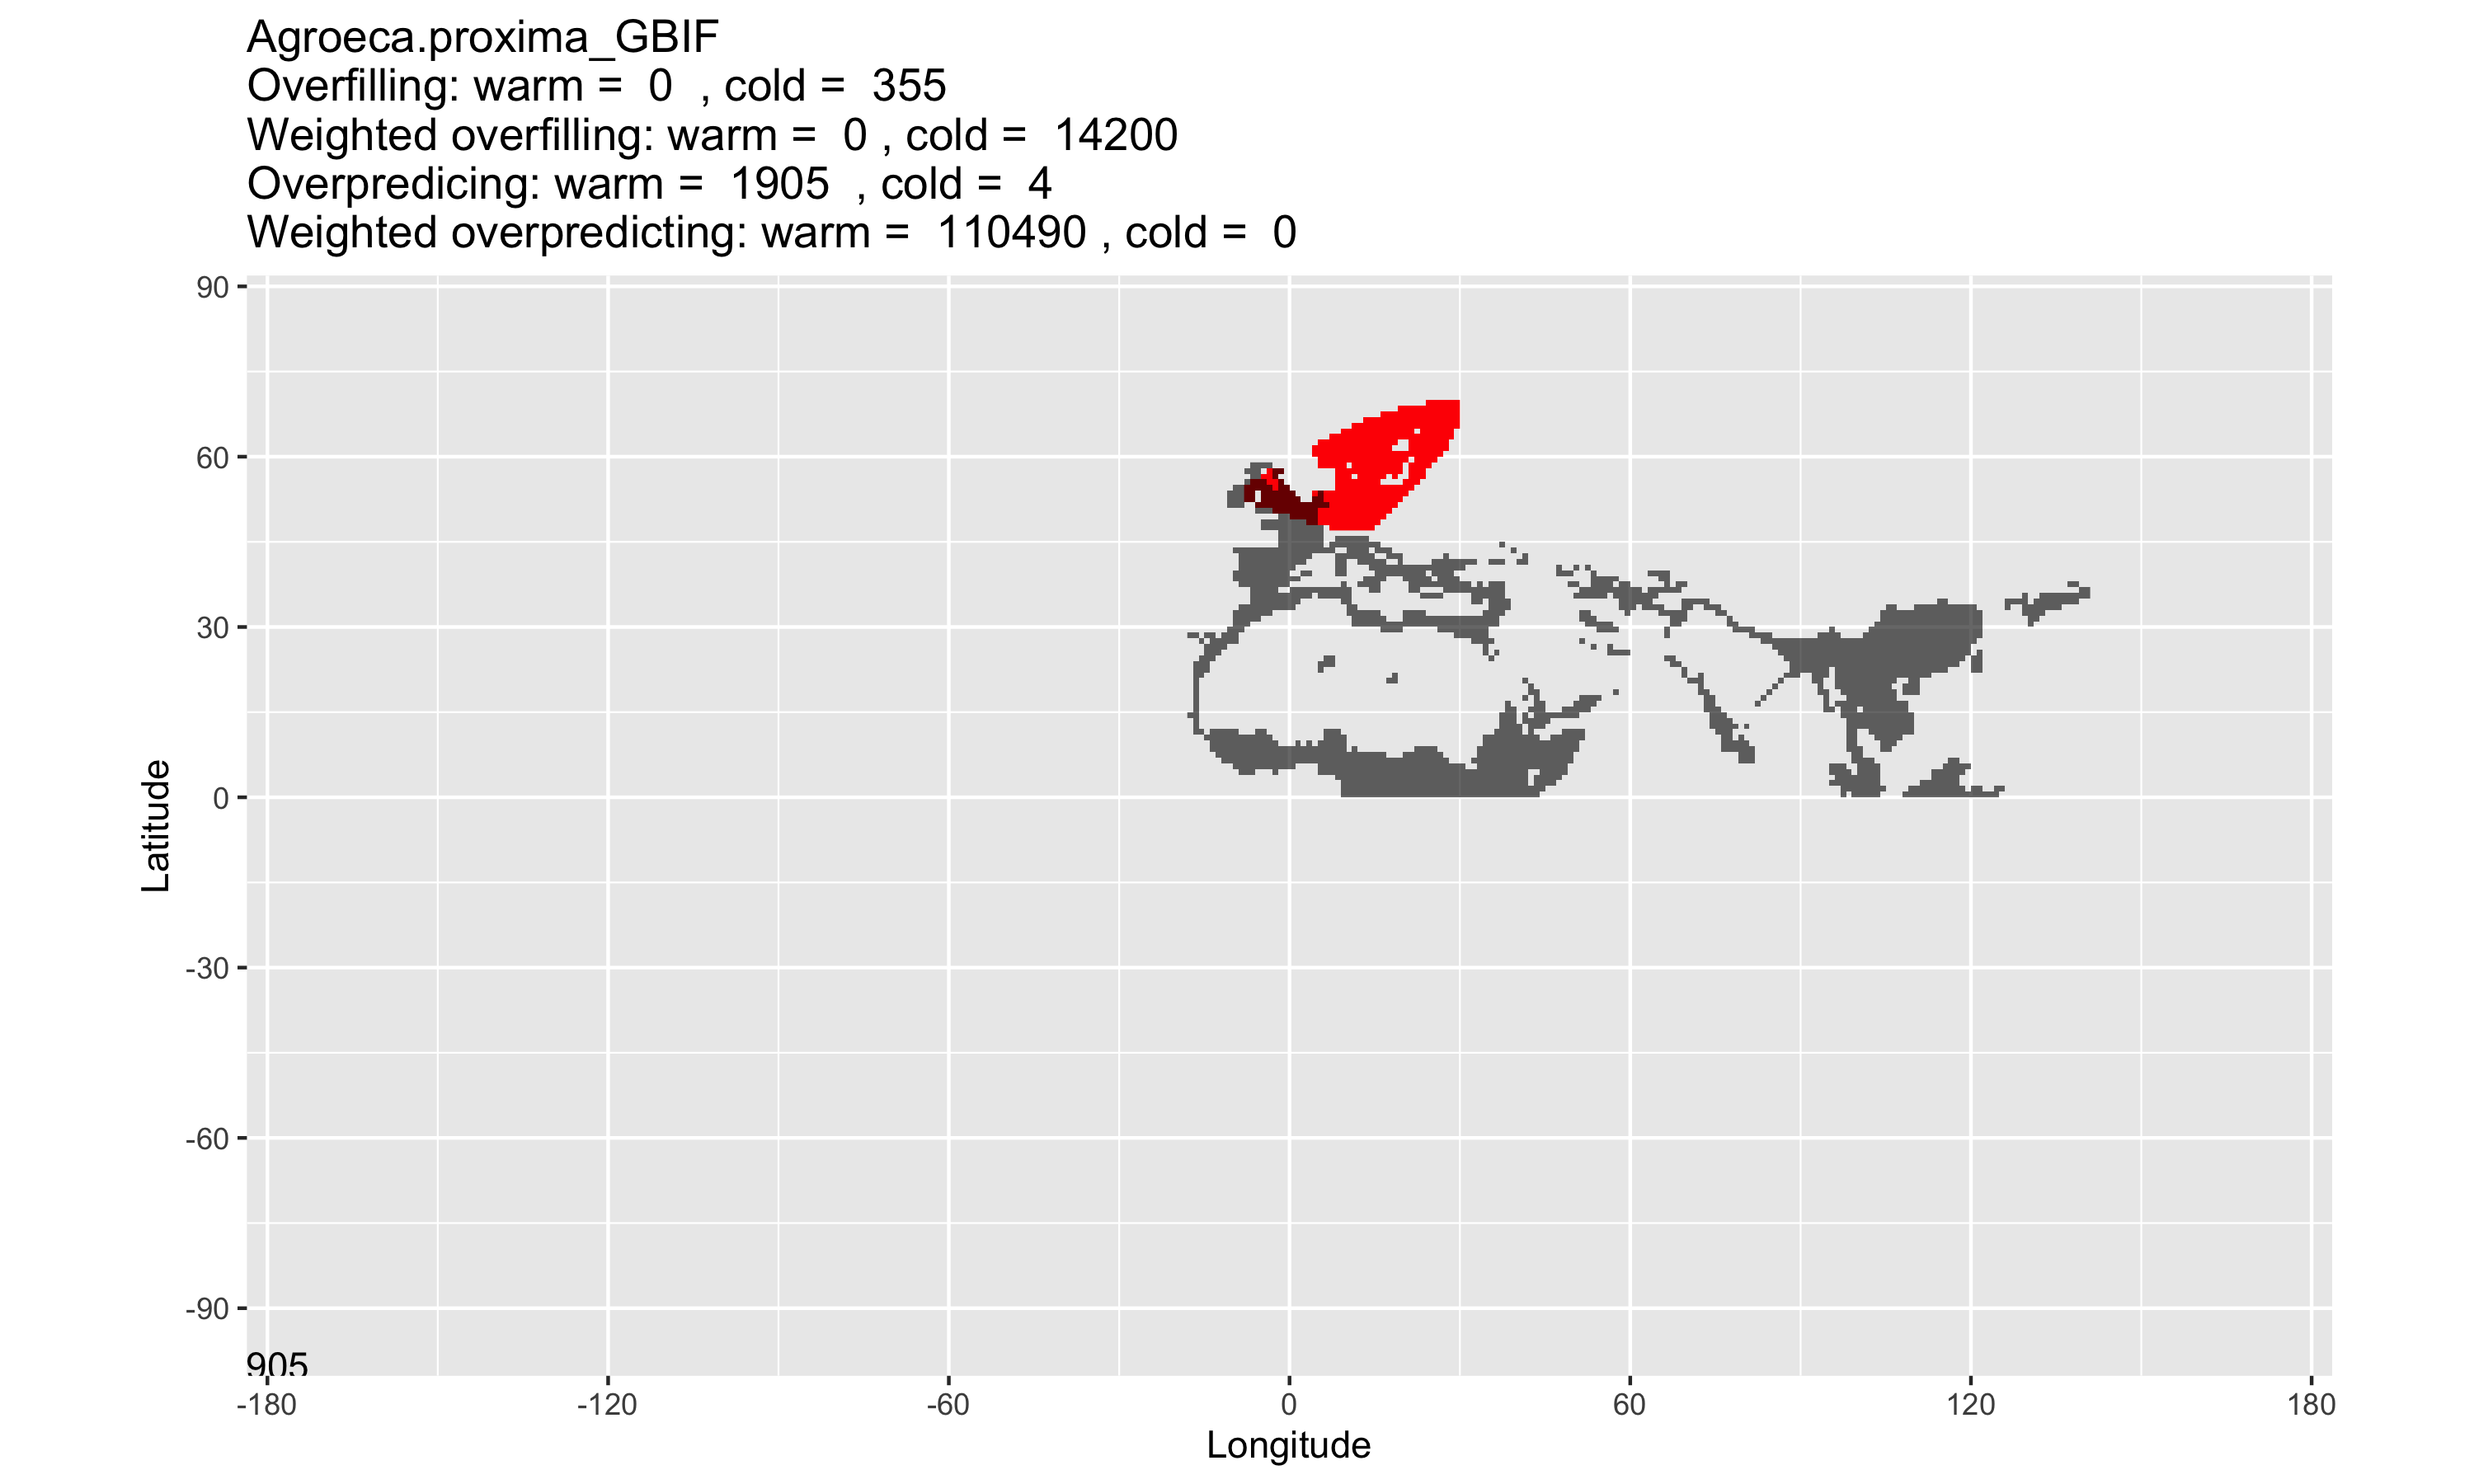 Agroeca.proxima_GBIF
Overfilling: warm = 0 , cold = 355
Weighted overfilling: warm = 0 , cold = 14200
Overpredicing: warm = 1905 , cold = 4
Weighted overpredicting: warm = 110490 , cold = 0
90
60
30
0
-30
-60
-90
Latitude
905
-180
-120
-60
0
60
120
180
Longitude